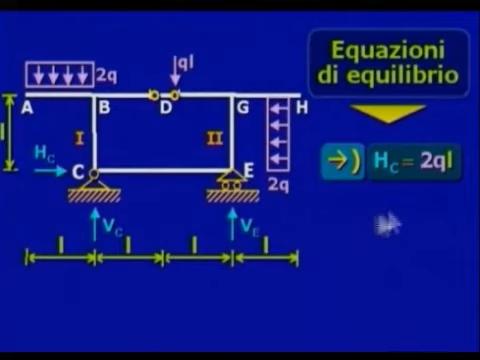 Equazioni
di equilibrio
2q
ql
A B D G H
I II
l
H_C C E
2q
V_C V_E
l l l l
→) H_C = 2ql